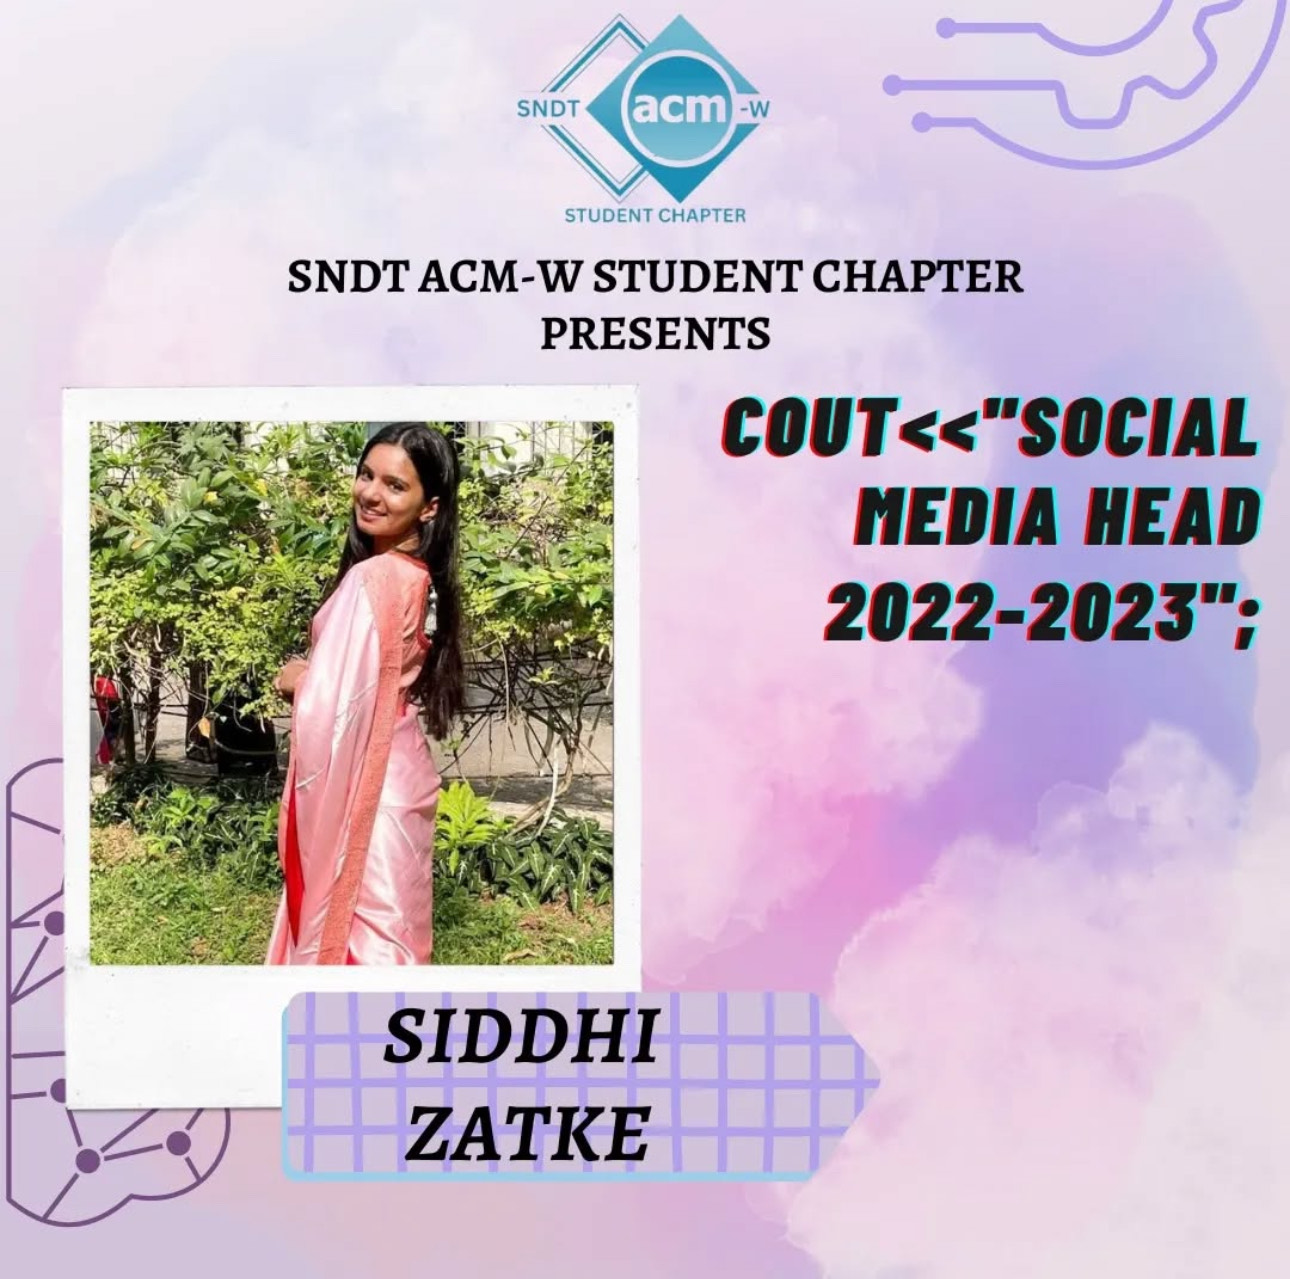 SNDT acm -W
STUDENT CHAPTER
SNDT ACM-W STUDENT CHAPTER
PRESENTS
COUT<<"SOCIAL
MEDIA HEAD
2022-2023";
SIDDHI
ZATKE